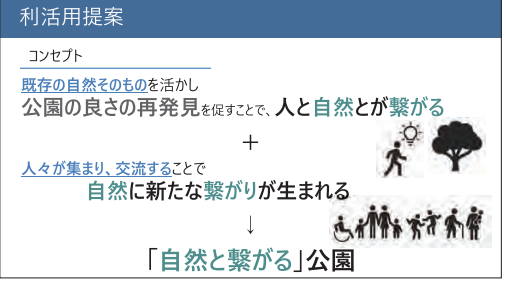 利活用提案
コンセプト
既存の自然そのものを活かし
公園の良さの再発見を促すことで、人と自然とが繋がる
+
人々が集まり、交流することで
自然に新たな繋がりが生まれる
↓
「自然と繋がる」公園